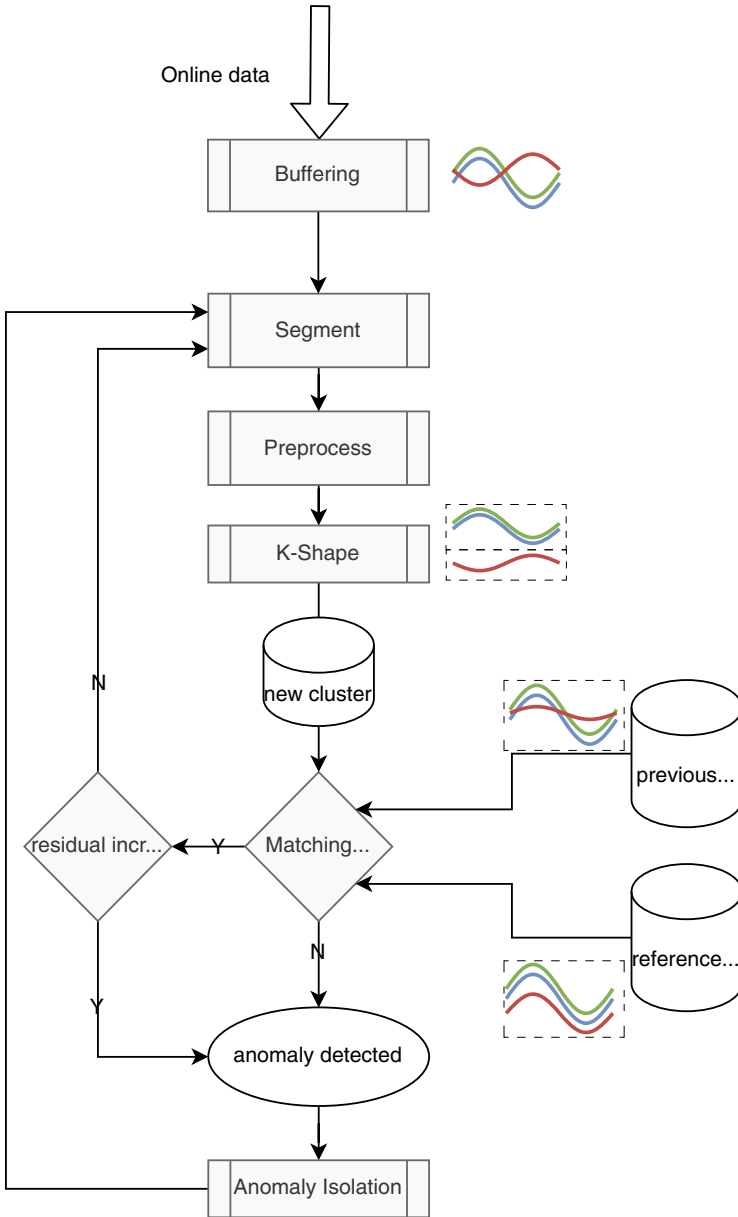 Online data
Buffering
Segment
Preprocess
K-Shape
new cluster
N
previous...
residual incr...
Y
Matching...
reference...
N
Y
anomaly detected
Anomaly Isolation